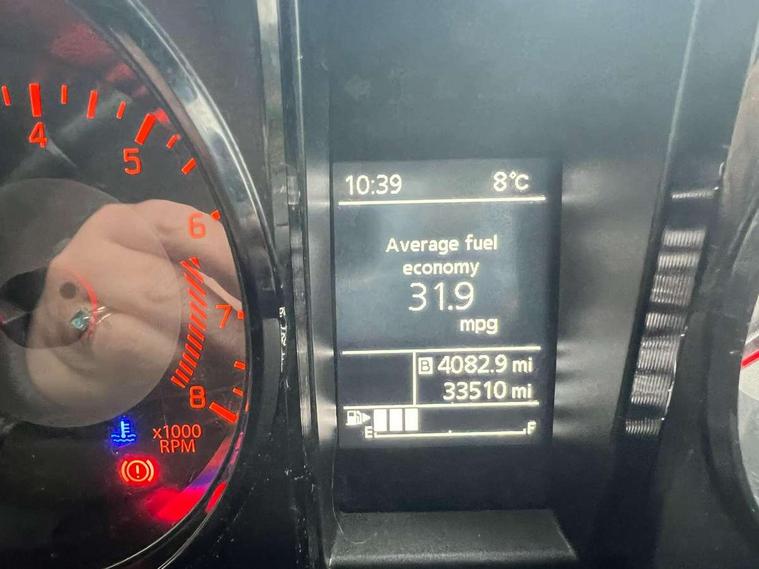 4
5
6
7
8
x1000
RPM
10:39 8°C
Average fuel
economy
31.9
mpg
B 4082.9 mi
33510 mi
E F